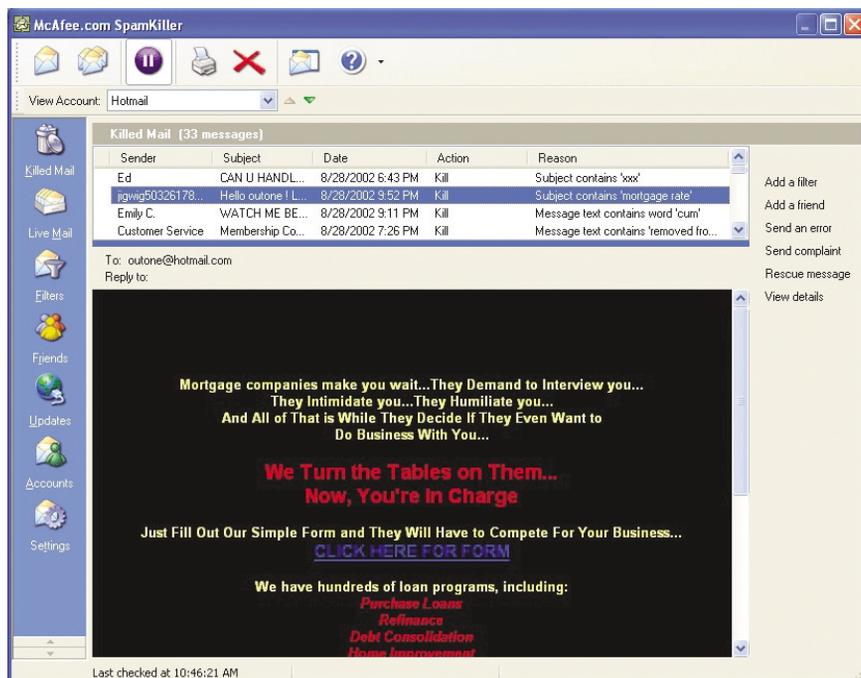 McAfee.com SpamKiller
View Account: Hotmail
Killed Mail (33 messages)
Sender Subject Date Action Reason
Ed CAN U HANDL... 8/28/2002 6:43 PM Kill Subject contains 'xxx'
jigwig50326178... Hello outone ! L... 8/28/2002 9:52 PM Kill Subject contains 'mortgage rate'
Emily C. WATCH ME BE... 8/28/2002 9:11 PM Kill Message text contains word 'cum'
Customer Service Membership Co... 8/28/2002 7:26 PM Kill Message text contains 'removed fro...
Killed Mail
Live Mail
Filters
Friends
Updates
Accounts
Settings
To: outone@hotmail.com
Reply to:
Mortgage companies make you wait...They Demand to Interview you...
They Intimidate you...They Humiliate you...
And All of That is While They Decide If They Even Want to
Do Business With You...
We Turn the Tables on Them...
Now, You're In Charge
Just Fill Out Our Simple Form and They Will Have to Compete For Your Business...
CLICK HERE FOR FORM
We have hundreds of loan programs, including:
Purchase Loans
Refinance
Debt Consolidation
Home Improvement
Add a filter
Add a friend
Send an error
Send complaint
Rescue message
View details
Last checked at 10:46:21 AM